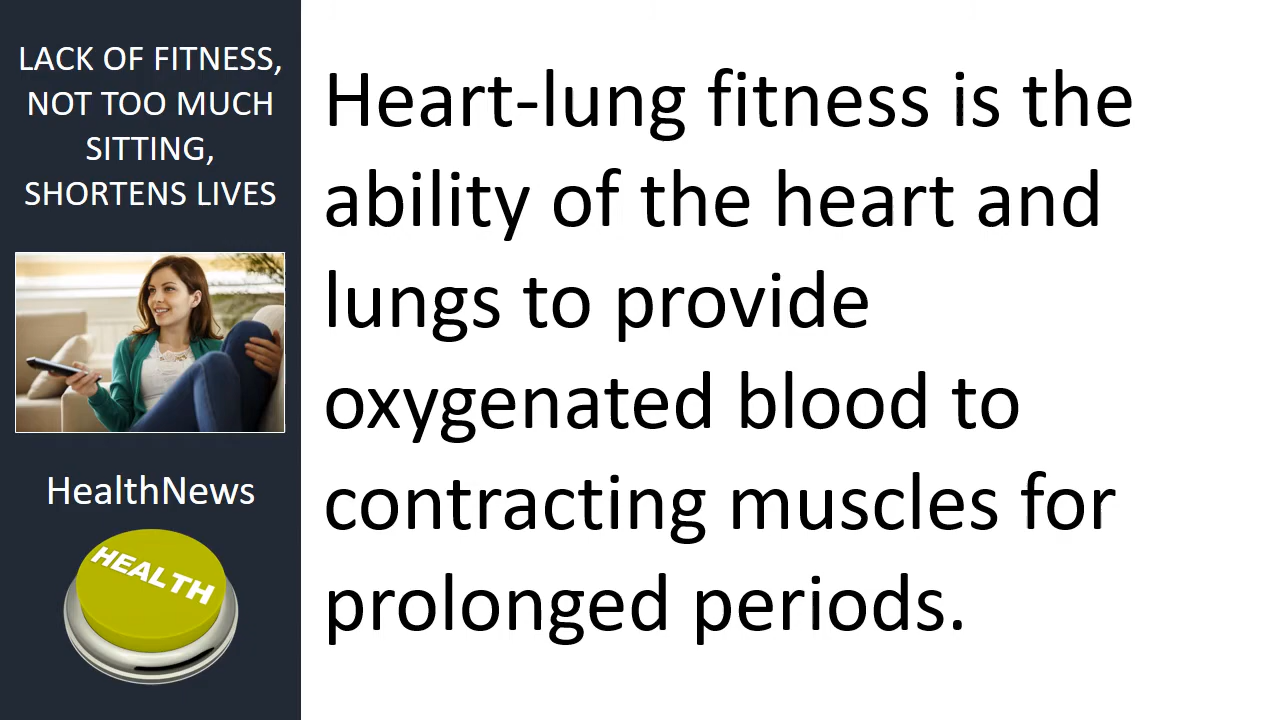 LACK OF FITNESS,
NOT TOO MUCH
SITTING,
SHORTENS LIVES
HealthNews
HEALTH
Heart-lung fitness is the
ability of the heart and
lungs to provide
oxygenated blood to
contracting muscles for
prolonged periods.